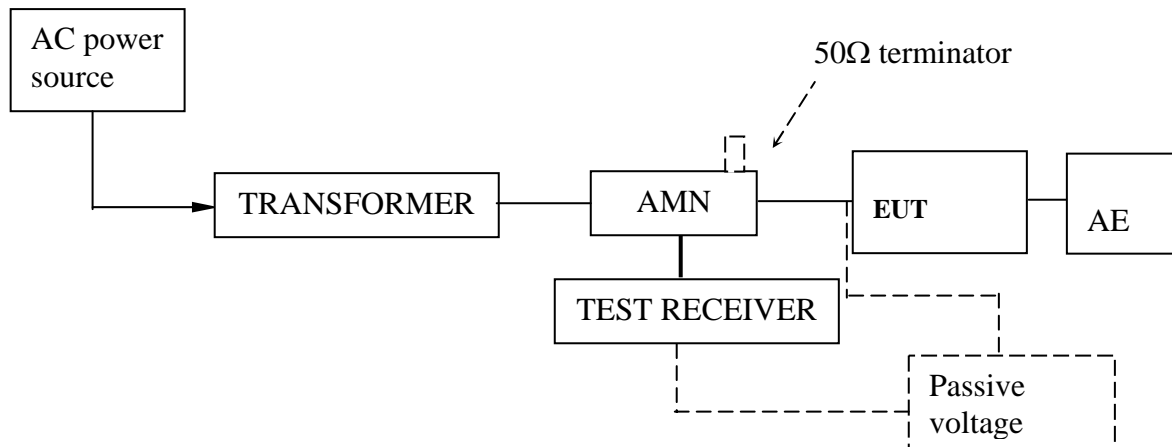 AC power
source
50Ω terminator
TRANSFORMER
AMN
EUT
AE
TEST RECEIVER
Passive
voltage